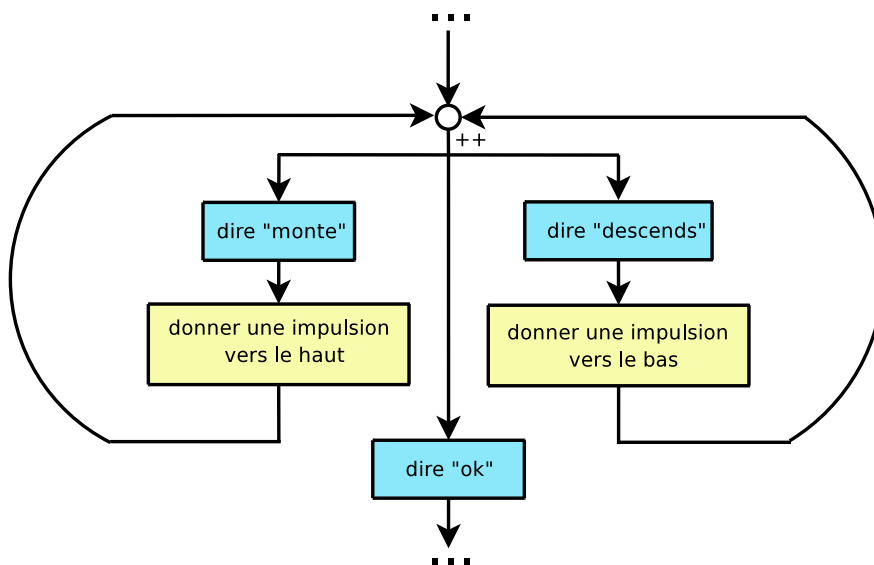 ...
++
dire "monte"
dire "descends"
donner une impulsion
vers le haut
donner une impulsion
vers le bas
dire "ok"
...